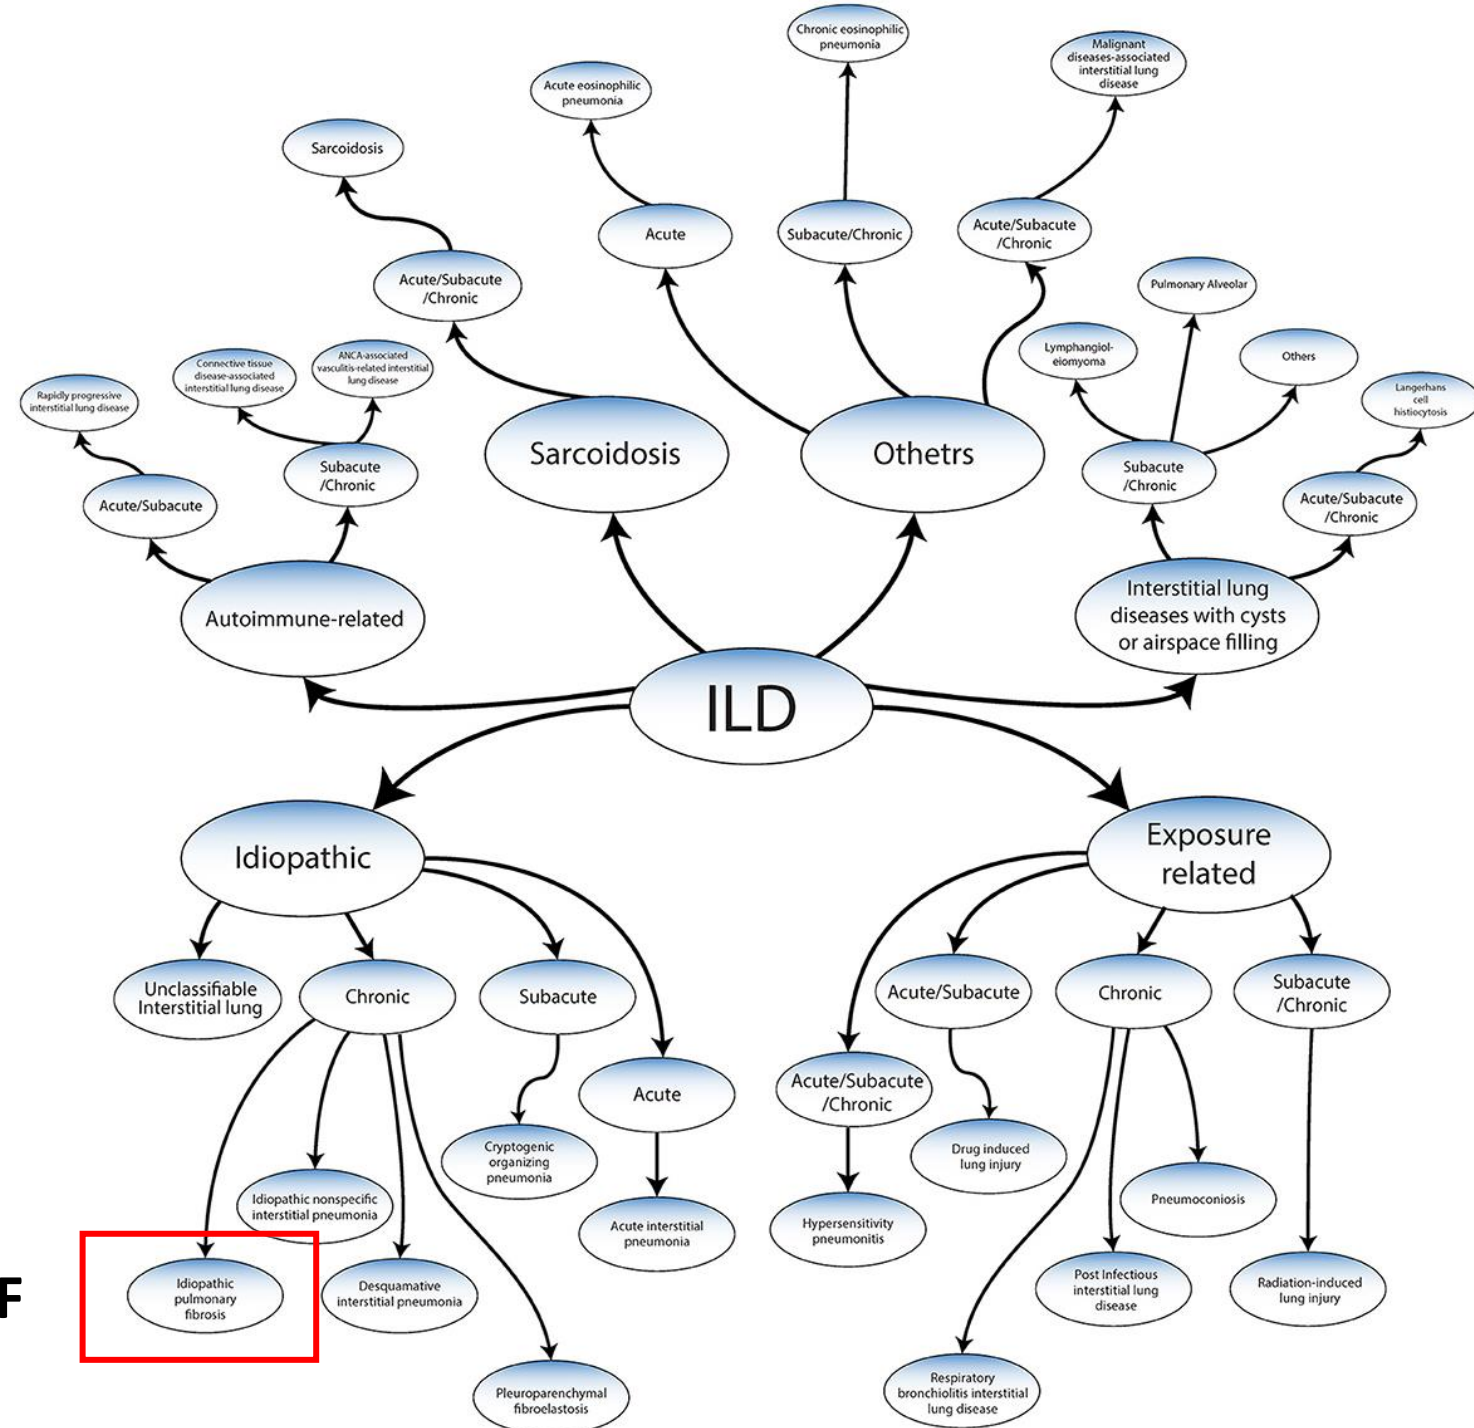 Chronic eosinophilic
pneumonia
Malignant
diseases-associated
interstitial lung
disease
Acute eosinophilic
pneumonia
Sarcoidosis
Acute
Subacute/Chronic
Acute/Subacute
/Chronic
Acute/Subacute
/Chronic
Pulmonary Alveolar
Lymphangiol-
eiomyoma
Others
Langerhans
cell
histiocytosis
Rapidly progressive
interstitial lung disease
Connective tissue
disease-associated
interstitial lung disease
ANCA-associated
vasculitis-related interstitial
lung disease
Acute/Subacute
Subacute
/Chronic
Sarcoidosis
Othetrs
Subacute
/Chronic
Acute/Subacute
/Chronic
Autoimmune-related
Interstitial lung
diseases with cysts
or airspace filling
ILD
Idiopathic
Exposure
related
Unclassifiable
Interstitial lung
Chronic
Subacute
Acute
Acute/Subacute
/Chronic
Acute/Subacute
Chronic
Subacute
/Chronic
Cryptogenic
organizing
pneumonia
Drug induced
lung injury
Idiopathic nonspecific
interstitial pneumonia
Acute interstitial
pneumonia
Hypersensitivity
pneumonitis
Pneumoconiosis
F
Idiopathic
pulmonary
fibrosis
Desquamative
interstitial pneumonia
Post Infectious
interstitial lung
disease
Radiation-induced
lung injury
Pleuroparenchymal
fibroelastosis
Respiratory
bronchiolitis interstitial
lung disease